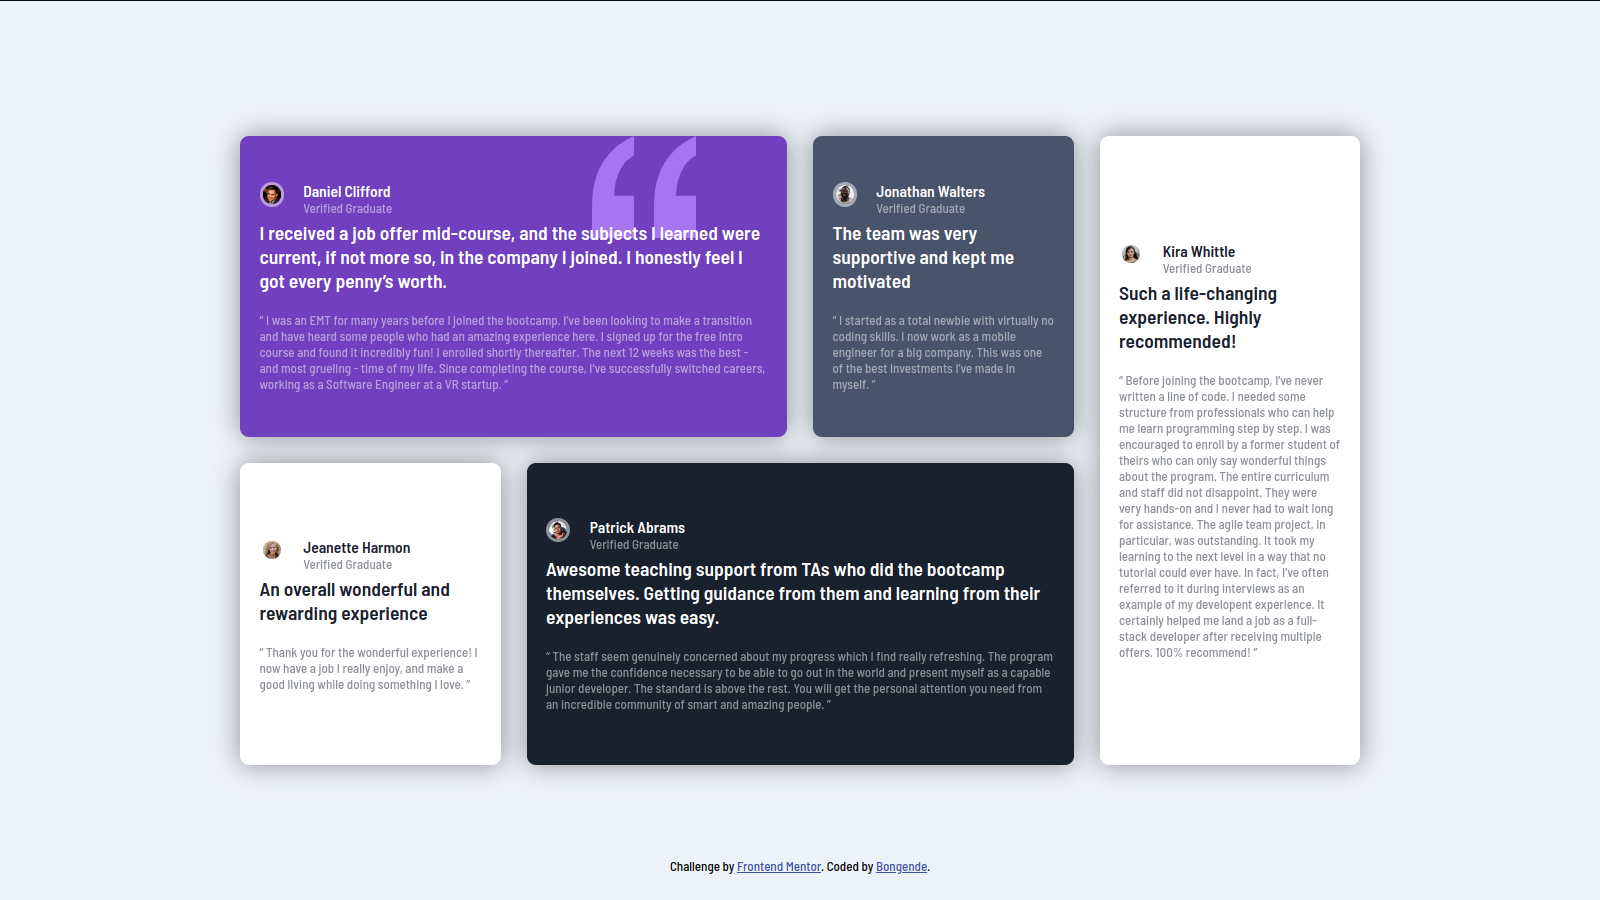 Daniel Clifford
Verified Graduate
I received a job offer mid-course, and the subjects I learned were
current, if not more so, in the company I joined. I honestly feel I
got every penny’s worth.
“ I was an EMT for many years before I joined the bootcamp. I’ve been looking to make a transition
and have heard some people who had an amazing experience here. I signed up for the free intro
course and found it incredibly fun! I enrolled shortly thereafter. The next 12 weeks was the best -
and most grueling - time of my life. Since completing the course, I’ve successfully switched careers,
working as a Software Engineer at a VR startup. ”
Jonathan Walters
Verified Graduate
The team was very
supportive and kept me
motivated
“ I started as a total newbie with virtually no
coding skills. I now work as a mobile
engineer for a big company. This was one
of the best investments I’ve made in
myself. ”
Kira Whittle
Verified Graduate
Such a life-changing
experience. Highly
recommended!
“ Before joining the bootcamp, I’ve never
written a line of code. I needed some
structure from professionals who can help
me learn programming step by step. I was
encouraged to enroll by a former student of
theirs who can only say wonderful things
about the program. The entire curriculum
and staff did not disappoint. They were
very hands-on and I never had to wait long
for assistance. The agile team project, in
particular, was outstanding. It took my
learning to the next level in a way that no
tutorial could ever have. In fact, I’ve often
referred to it during interviews as an
example of my developent experience. It
certainly helped me land a job as a full-
stack developer after receiving multiple
offers. 100% recommend! ”
Jeanette Harmon
Verified Graduate
An overall wonderful and
rewarding experience
“ Thank you for the wonderful experience! I
now have a job I really enjoy, and make a
good living while doing something I love. ”
Patrick Abrams
Verified Graduate
Awesome teaching support from TAs who did the bootcamp
themselves. Getting guidance from them and learning from their
experiences was easy.
“ The staff seem genuinely concerned about my progress which I find really refreshing. The program
gave me the confidence necessary to be able to go out in the world and present myself as a capable
junior developer. The standard is above the rest. You will get the personal attention you need from
an incredible community of smart and amazing people. ”
Challenge by Frontend Mentor. Coded by Bongende.